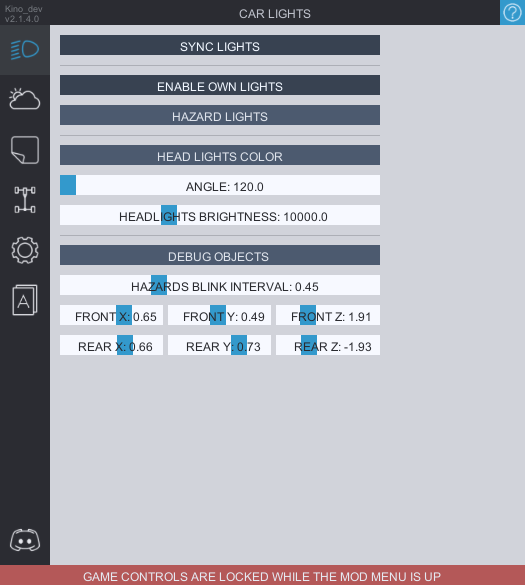 Kino_dev
v2.1.4.0
CAR LIGHTS
?
SYNC LIGHTS
ENABLE OWN LIGHTS
HAZARD LIGHTS
HEAD LIGHTS COLOR
ANGLE: 120.0
HEADLIGHTS BRIGHTNESS: 10000.0
DEBUG OBJECTS
HAZARDS BLINK INTERVAL: 0.45
FRONT X: 0.65 FRONT Y: 0.49 FRONT Z: 1.91
REAR X: 0.66 REAR Y: 0.73 REAR Z: -1.93
A
GAME CONTROLS ARE LOCKED WHILE THE MOD MENU IS UP